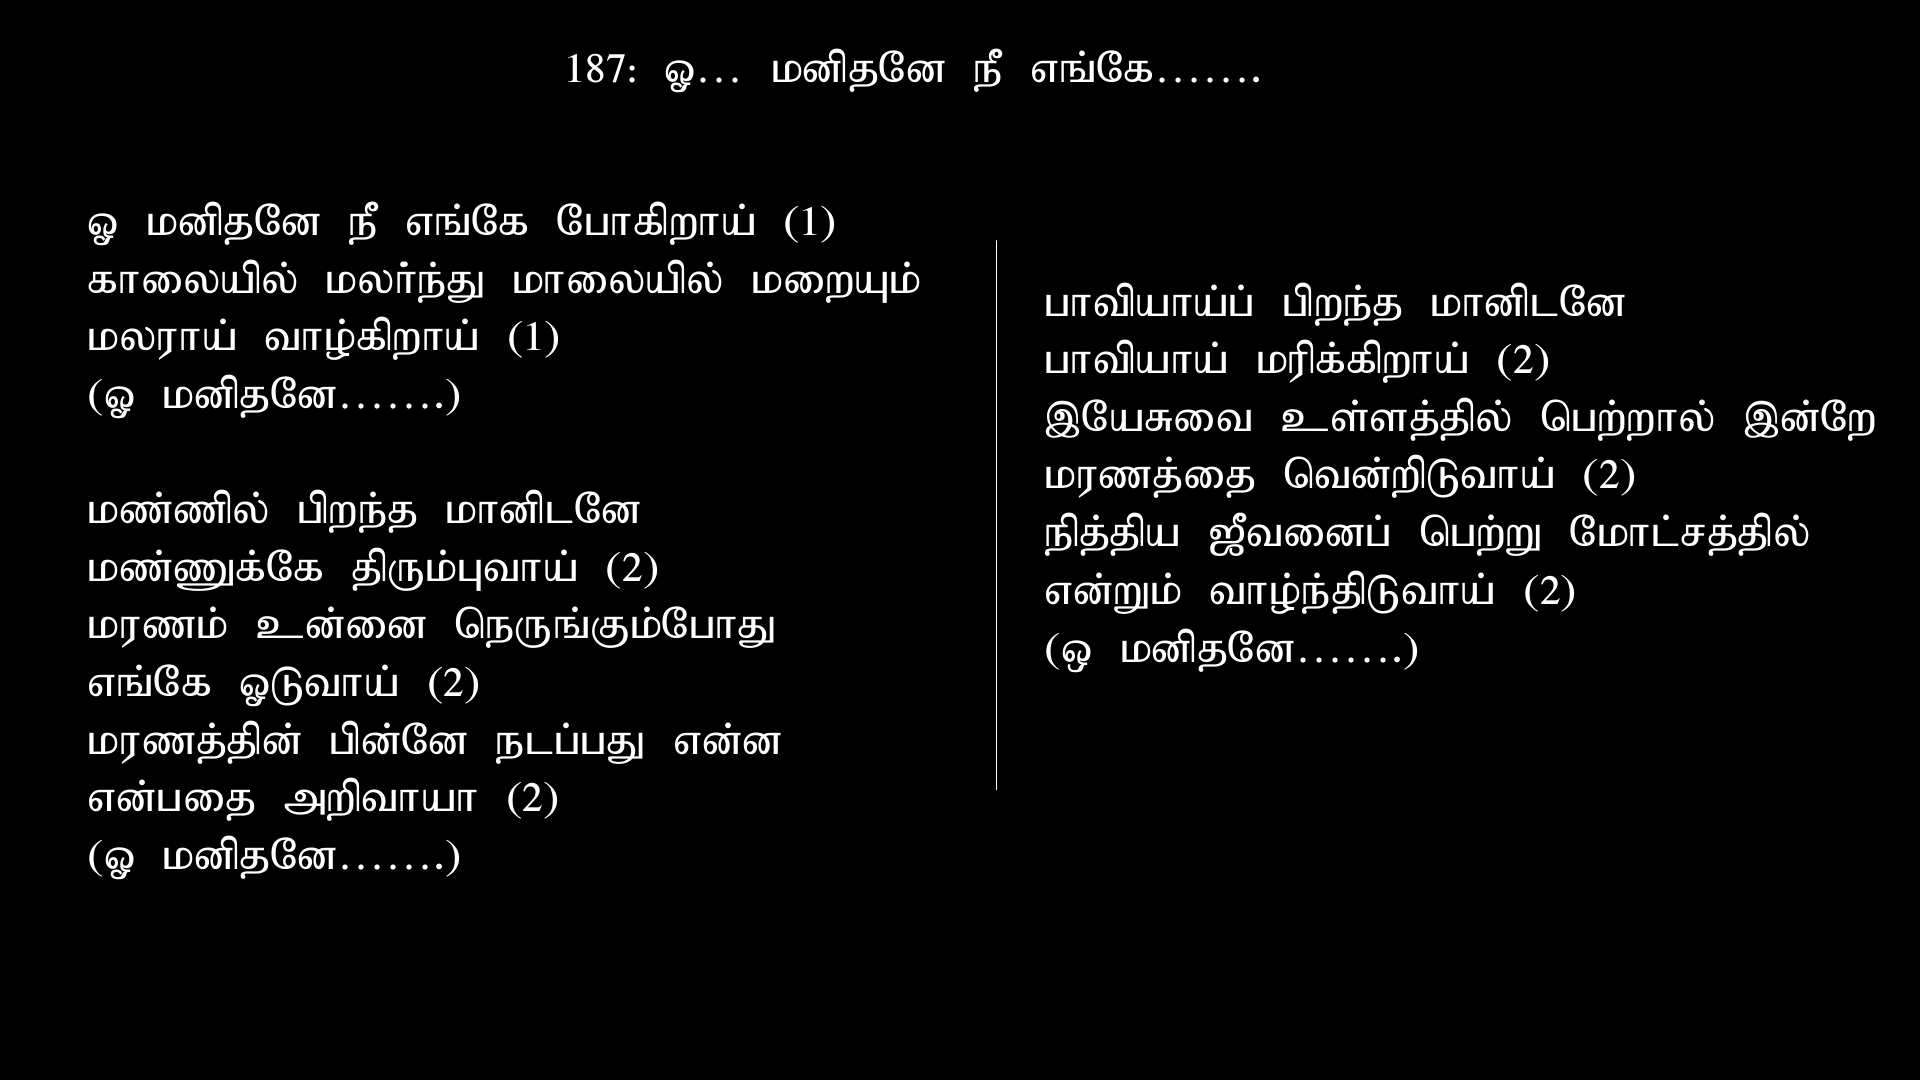 187: ஓ... மனிதனே நீ எங்கே.......
ஓ மனிதனே நீ எங்கே போகிறாய் (1)
காலையில் மலர்ந்து மாலையில் மறையும்
மலராய் வாழ்கிறாய் (1)
(ஓ மனிதனே.......)
மண்ணில் பிறந்த மானிடனே
மண்ணுக்கே திரும்புவாய் (2)
மரணம் உன்னை நெருங்கும்போது
எங்கே ஓடுவாய் (2)
மரணத்தின் பின்னே நடப்பது என்ன
என்பதை அறிவாயா (2)
(ஓ மனிதனே.......)
பாவியாய்ப் பிறந்த மானிடனே
பாவியாய் மரிக்கிறாய் (2)
இயேசுவை உள்ளத்தில் பெற்றால் இன்றே
மரணத்தை வென்றிடுவாய் (2)
நித்திய ஜீவனைப் பெற்று மோட்சத்தில்
என்றும் வாழ்ந்திடுவாய் (2)
(ஒ மனிதனே.......)